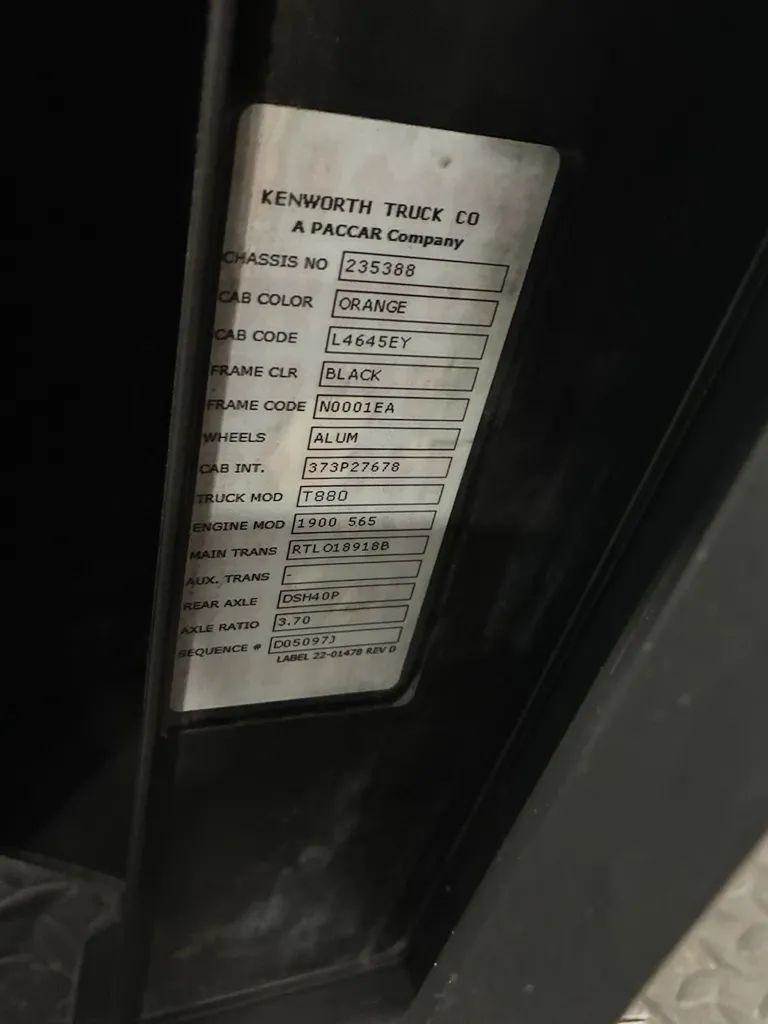 KENWORTH TRUCK CO
A PACCAR Company
CHASSIS NO 235388
CAB COLOR ORANGE
CAB CODE L4645EY
FRAME CLR BLACK
FRAME CODE N0001EA
WHEELS ALUM
CAB INT. 373P27678
TRUCK MOD T880
ENGINE MOD 1900 565
MAIN TRANS RTLO18918B
AUX. TRANS -
REAR AXLE DSH40P
AXLE RATIO 3.70
SEQUENCE # D05097J
LABEL 22-01478 REV D